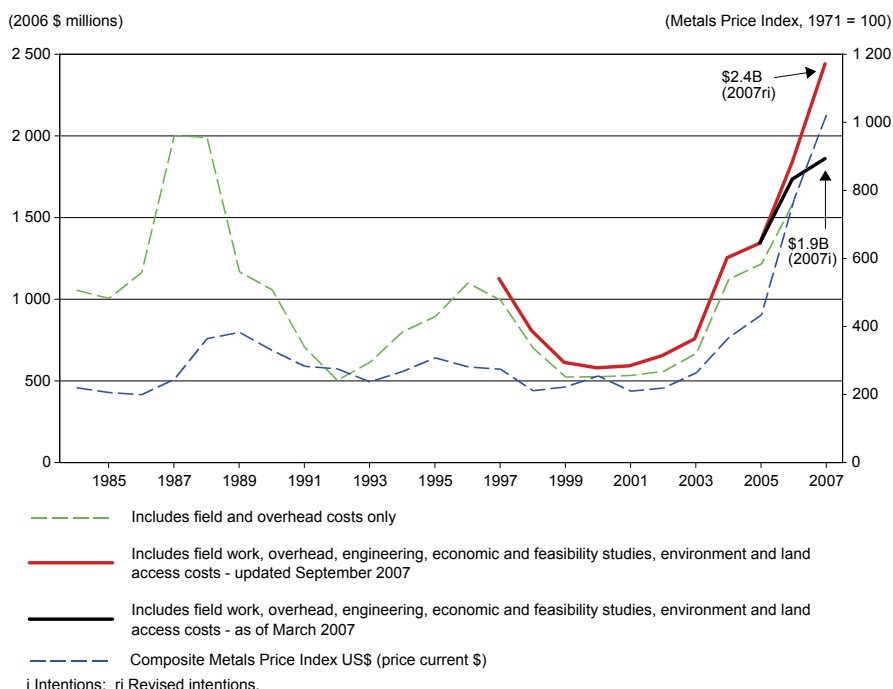 (2006 $ millions) (Metals Price Index, 1971 = 100)
2 500
2 000
1 500
1 000
500
0
1 200
1 000
800
600
400
200
0
$2.4B
(2007ri)
$1.9B
(2007i)
1985 1987 1989 1991 1993 1995 1997 1999 2001 2003 2005 2007
Includes field and overhead costs only
Includes field work, overhead, engineering, economic and feasibility studies, environment and land
access costs - updated September 2007
Includes field work, overhead, engineering, economic and feasibility studies, environment and land
access costs - as of March 2007
Composite Metals Price Index US$ (price current $)
i Intentions; ri Revised intentions.